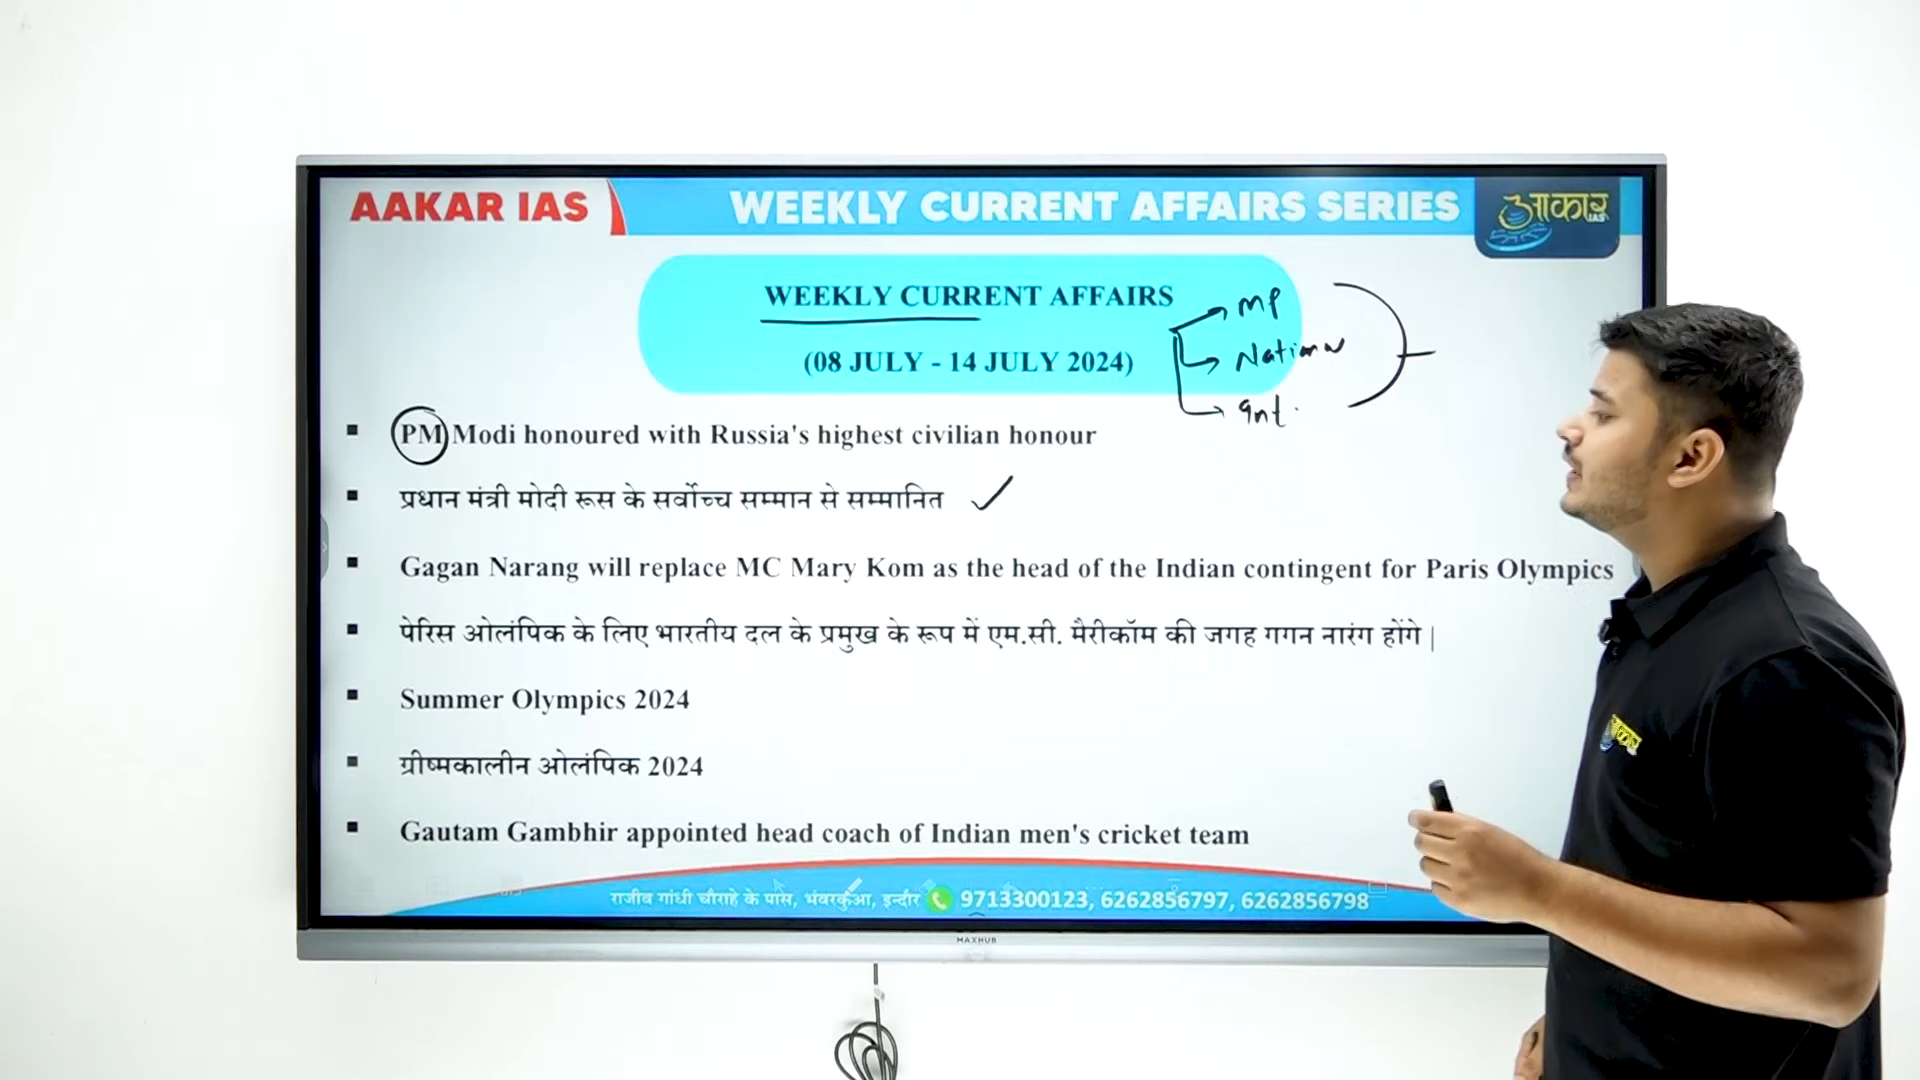 AAKAR IAS
WEEKLY CURRENT AFFAIRS SERIES
आकार
IAS
WEEKLY CURRENT AFFAIRS
(08 JULY - 14 JULY 2024)
MP
National
Int.
▪ PM Modi honoured with Russia's highest civilian honour
▪ प्रधान मंत्री मोदी रूस के सर्वोच्च सम्मान से सम्मानित ✓
▪ Gagan Narang will replace MC Mary Kom as the head of the Indian contingent for Paris Olympics
▪ पेरिस ओलंपिक के लिए भारतीय दल के प्रमुख के रूप में एम.सी. मैरीकॉम की जगह गगन नारंग होंगे |
▪ Summer Olympics 2024
▪ ग्रीष्मकालीन ओलंपिक 2024
▪ Gautam Gambhir appointed head coach of Indian men's cricket team
राजीव गांधी चौराहे के पास, भंवरकुँआ, इन्दौर 9713300123, 6262856797, 6262856798
MAXHUB
आकार